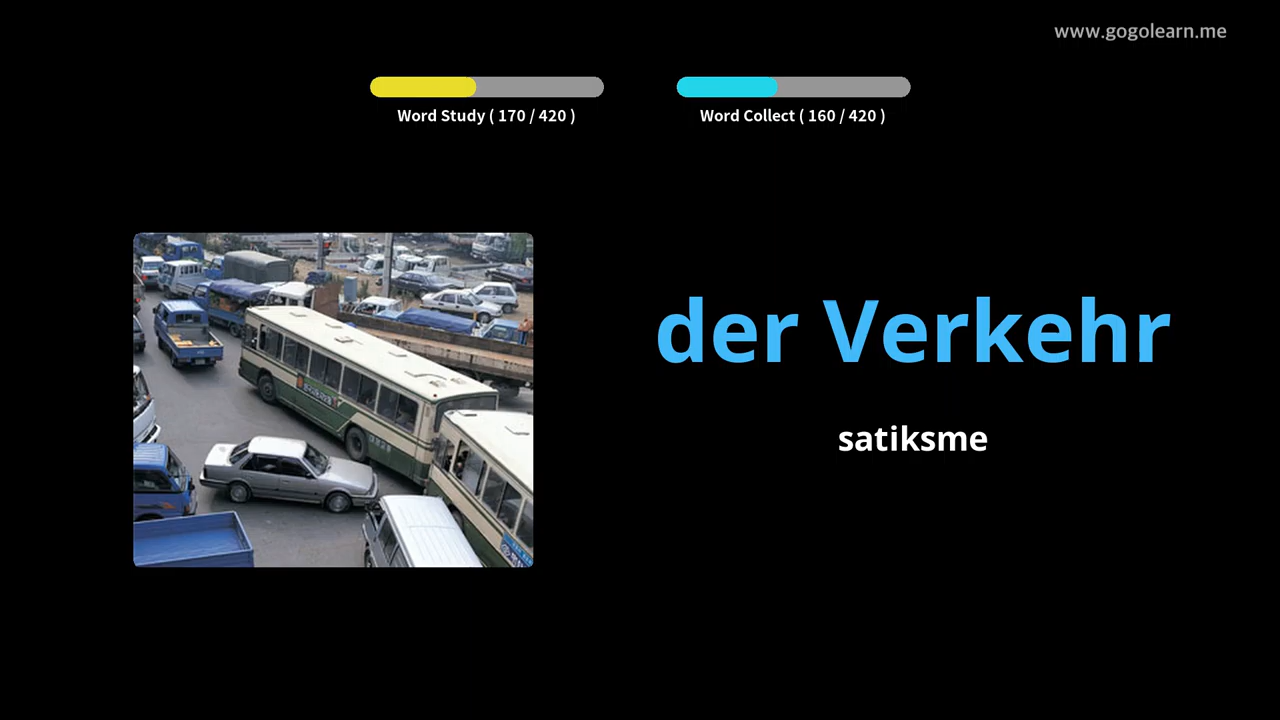 www.gogolearn.me
Word Study ( 170 / 420 )
Word Collect ( 160 / 420 )
der Verkehr
satiksme